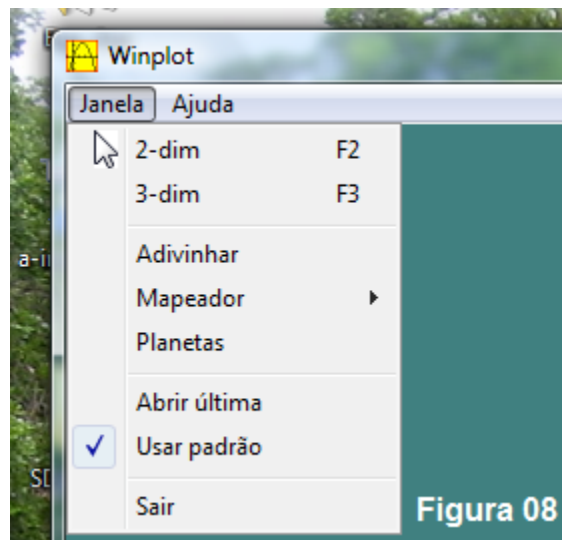 Winplot
Janela Ajuda
2-dim F2
3-dim F3
Adivinhar
Mapeador
Planetas
Abrir última
Usar padrão
Sair
Figura 08